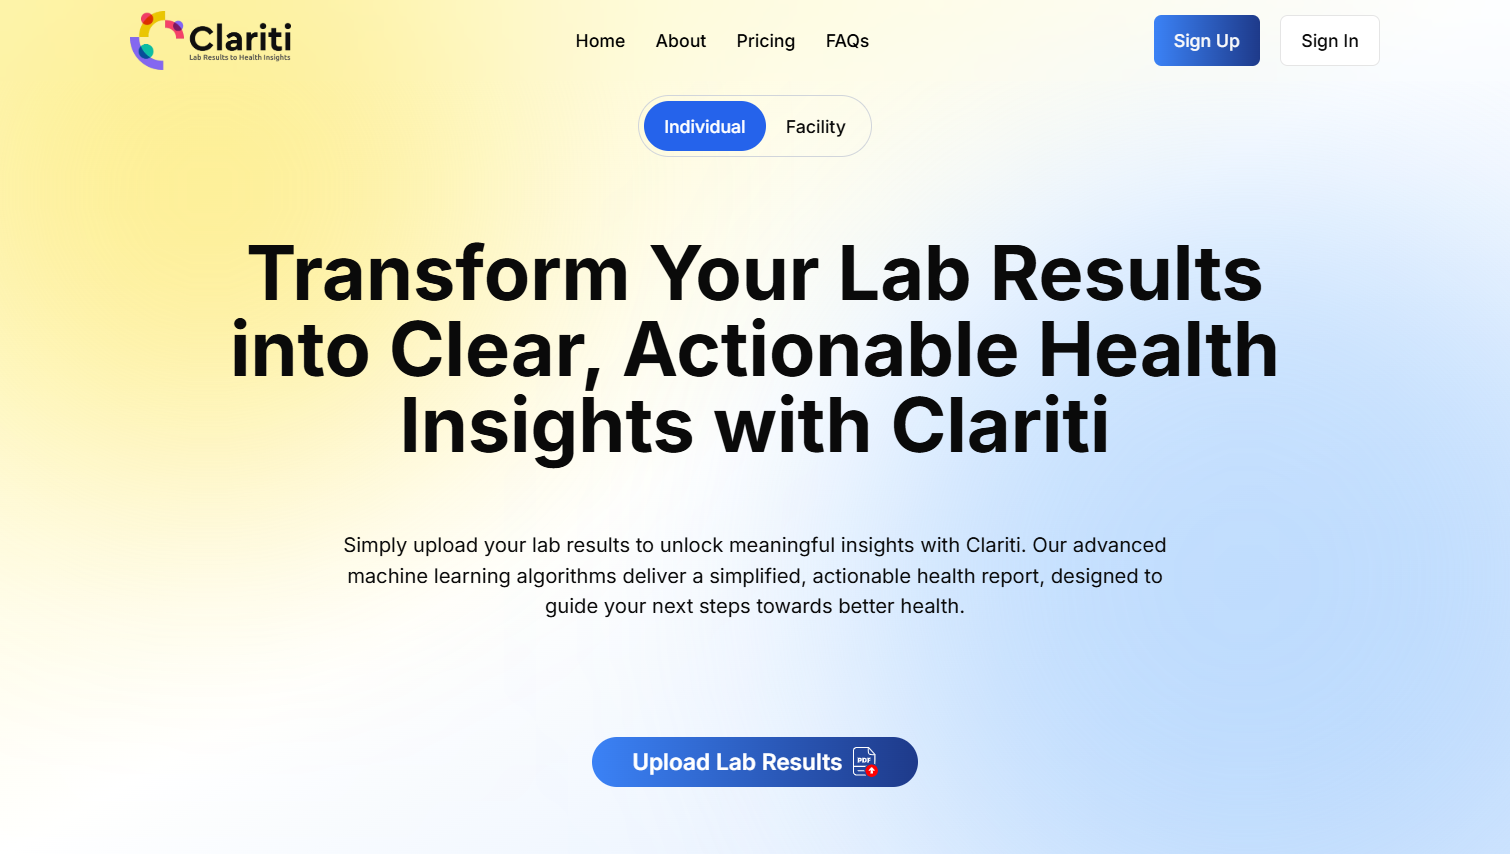 Clariti
Lab Results to Health Insights
Home About Pricing FAQs
Sign Up
Sign In
Individual Facility
Transform Your Lab Results
into Clear, Actionable Health
Insights with Clariti
Simply upload your lab results to unlock meaningful insights with Clariti. Our advanced
machine learning algorithms deliver a simplified, actionable health report, designed to
guide your next steps towards better health.
Upload Lab Results
PDF